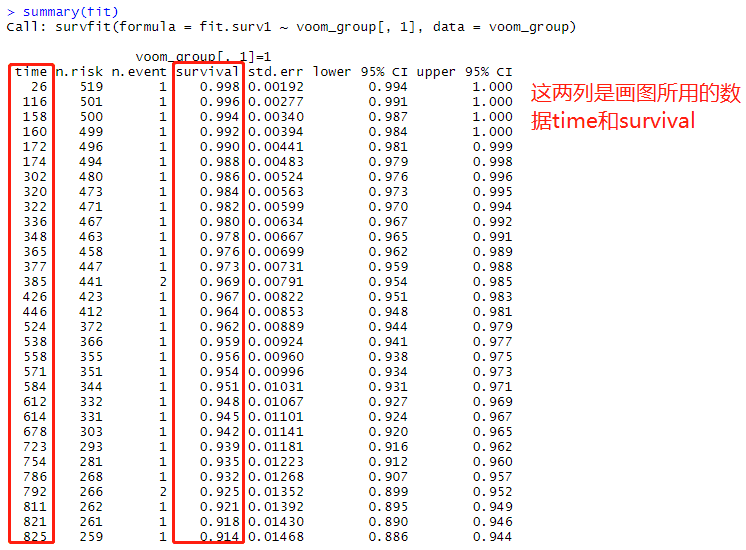 > summary(fit)
Call: survfit(formula = fit.surv1 ~ voom_group[, 1], data = voom_group)
voom_group[, 1]=1
time n.risk n.event survival std.err lower 95% CI upper 95% CI
26 519 1 0.998 0.00192 0.994 1.000
116 501 1 0.996 0.00277 0.991 1.000
158 500 1 0.994 0.00340 0.987 1.000
160 499 1 0.992 0.00394 0.984 1.000
172 496 1 0.990 0.00441 0.981 0.999
174 494 1 0.988 0.00483 0.979 0.998
302 480 1 0.986 0.00524 0.976 0.996
320 473 1 0.984 0.00563 0.973 0.995
322 471 1 0.982 0.00599 0.970 0.994
336 467 1 0.980 0.00634 0.967 0.992
348 463 1 0.978 0.00667 0.965 0.991
365 458 1 0.976 0.00699 0.962 0.989
377 447 1 0.973 0.00731 0.959 0.988
385 441 2 0.969 0.00791 0.954 0.985
426 423 1 0.967 0.00822 0.951 0.983
446 412 1 0.964 0.00853 0.948 0.981
524 372 1 0.962 0.00889 0.944 0.979
538 366 1 0.959 0.00924 0.941 0.977
558 355 1 0.956 0.00960 0.938 0.975
571 351 1 0.954 0.00996 0.934 0.973
584 344 1 0.951 0.01031 0.931 0.971
612 332 1 0.948 0.01067 0.927 0.969
614 331 1 0.945 0.01101 0.924 0.967
678 303 1 0.942 0.01141 0.920 0.965
723 293 1 0.939 0.01181 0.916 0.962
754 281 1 0.935 0.01223 0.912 0.960
786 268 1 0.932 0.01268 0.907 0.957
792 266 2 0.925 0.01352 0.899 0.952
811 262 1 0.921 0.01392 0.895 0.949
821 261 1 0.918 0.01430 0.890 0.946
825 259 1 0.914 0.01468 0.886 0.944
这两列是画图所用的数
据time和survival